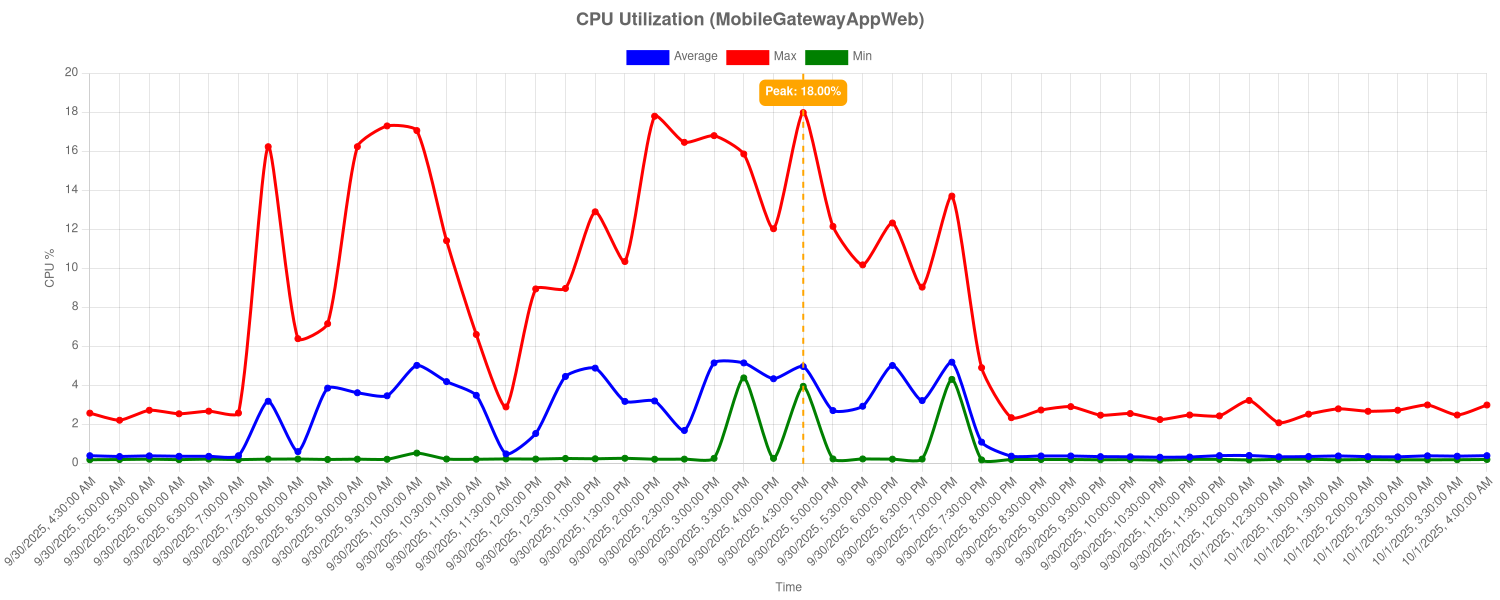 CPU Utilization (MobileGatewayAppWeb)
Average
Max
Min
Peak: 18.00%
CPU %
20
18
16
14
12
10
8
6
4
2
0
9/30/2025, 4:30:00 AM
9/30/2025, 5:00:00 AM
9/30/2025, 5:30:00 AM
9/30/2025, 6:00:00 AM
9/30/2025, 6:30:00 AM
9/30/2025, 7:00:00 AM
9/30/2025, 7:30:00 AM
9/30/2025, 8:00:00 AM
9/30/2025, 8:30:00 AM
9/30/2025, 9:00:00 AM
9/30/2025, 9:30:00 AM
9/30/2025, 10:00:00 AM
9/30/2025, 10:30:00 AM
9/30/2025, 11:00:00 AM
9/30/2025, 11:30:00 AM
9/30/2025, 12:00:00 PM
9/30/2025, 12:30:00 PM
9/30/2025, 1:00:00 PM
9/30/2025, 1:30:00 PM
9/30/2025, 2:00:00 PM
9/30/2025, 2:30:00 PM
9/30/2025, 3:00:00 PM
9/30/2025, 3:30:00 PM
9/30/2025, 4:00:00 PM
9/30/2025, 4:30:00 PM
9/30/2025, 5:00:00 PM
9/30/2025, 5:30:00 PM
9/30/2025, 6:00:00 PM
9/30/2025, 6:30:00 PM
9/30/2025, 7:00:00 PM
9/30/2025, 7:30:00 PM
9/30/2025, 8:00:00 PM
9/30/2025, 8:30:00 PM
9/30/2025, 9:00:00 PM
9/30/2025, 9:30:00 PM
9/30/2025, 10:00:00 PM
9/30/2025, 10:30:00 PM
9/30/2025, 11:00:00 PM
9/30/2025, 11:30:00 PM
10/1/2025, 12:00:00 AM
10/1/2025, 12:30:00 AM
10/1/2025, 1:00:00 AM
10/1/2025, 1:30:00 AM
10/1/2025, 2:00:00 AM
10/1/2025, 2:30:00 AM
10/1/2025, 3:00:00 AM
10/1/2025, 3:30:00 AM
10/1/2025, 4:00:00 AM
Time